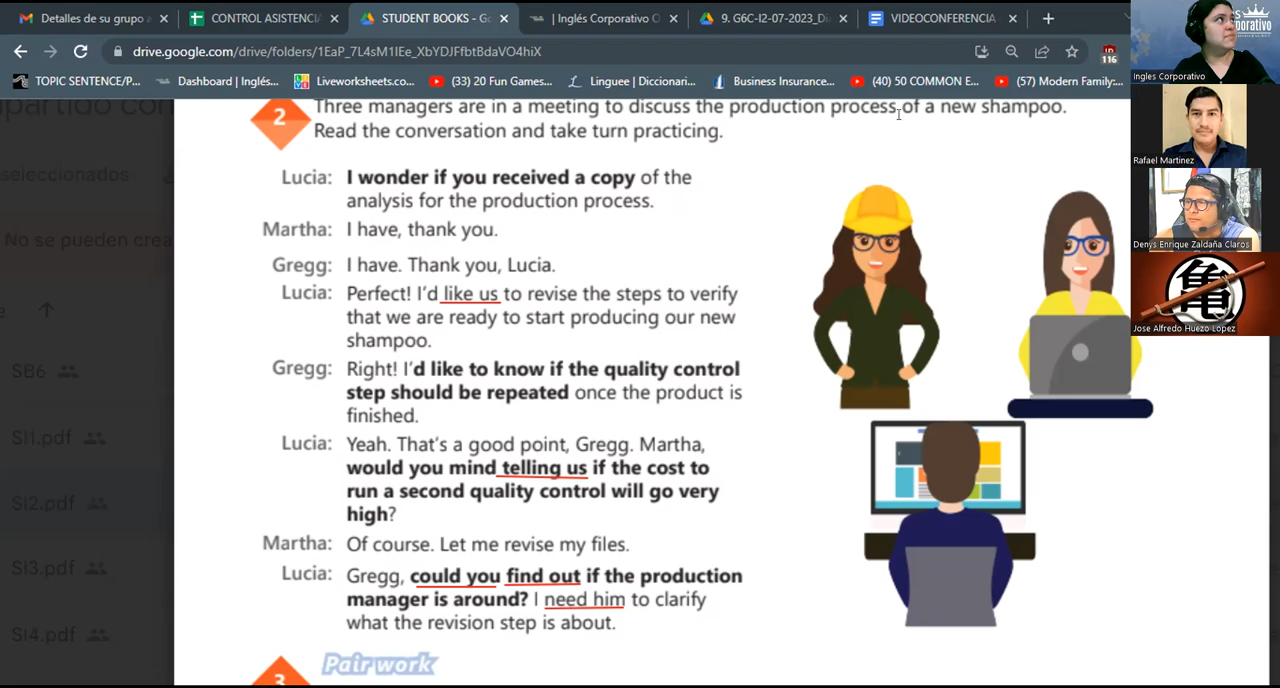 Detalles de su grupo a
CONTROL ASISTENCI
STUDENT BOOKS - Go
| Inglés Corporativo O
9. G6C-I2-07-2023_Di
VIDEOCONFERENCIA
drive.google.com/drive/folders/1EaP_7L4sM1IEe_XbYDJFfbtBdaVO4hiX
116
TOPIC SENTENCE/P...
Dashboard | Inglés...
Liveworksheets.co...
(33) 20 Fun Games...
Linguee | Diccionari...
Business Insurance...
(40) 50 COMMON E...
(57) Modern Family:...
partido con
seleccionados
No se pueden crea
SB6
SI1.pdf
SI2.pdf
SI3.pdf
SI4.pdf
2
Three managers are in a meeting to discuss the production process of a new shampoo.
Read the conversation and take turn practicing.
Lucia: I wonder if you received a copy of the
analysis for the production process.
Martha: I have, thank you.
Gregg: I have. Thank you, Lucia.
Lucia: Perfect! I'd like us to revise the steps to verify
that we are ready to start producing our new
shampoo.
Gregg: Right! I'd like to know if the quality control
step should be repeated once the product is
finished.
Lucia: Yeah. That's a good point, Gregg. Martha,
would you mind telling us if the cost to
run a second quality control will go very
high?
Martha: Of course. Let me revise my files.
Lucia: Gregg, could you find out if the production
manager is around? I need him to clarify
what the revision step is about.
3
Pair work
Ingles Corporativo
Rafael Martinez
Denys Enrique Zaldaña Claros
亀
Jose Alfredo Huezo Lopez